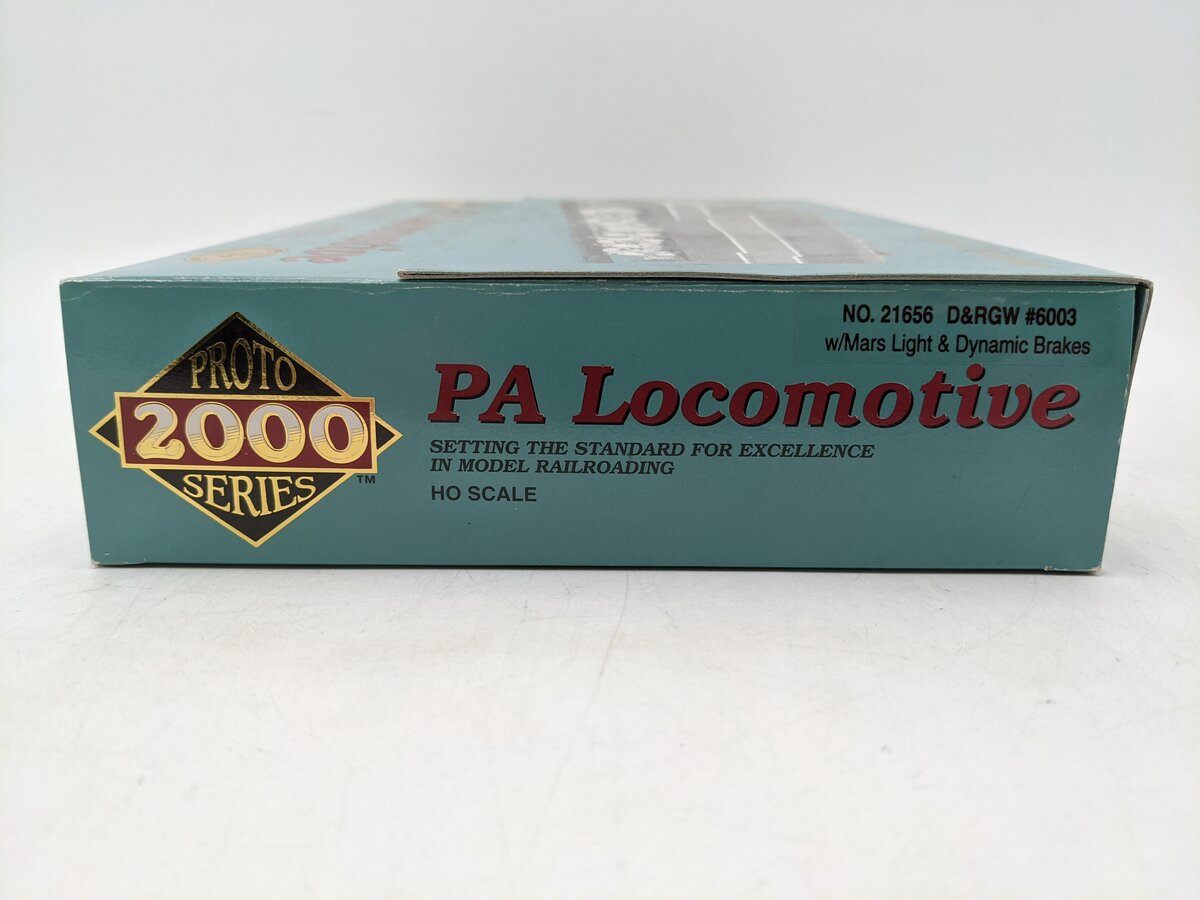 PROTO
2000
SERIES
TM
NO. 21656 D&RGW #6003
w/Mars Light & Dynamic Brakes
PA Locomotive
SETTING THE STANDARD FOR EXCELLENCE
IN MODEL RAILROADING
HO SCALE